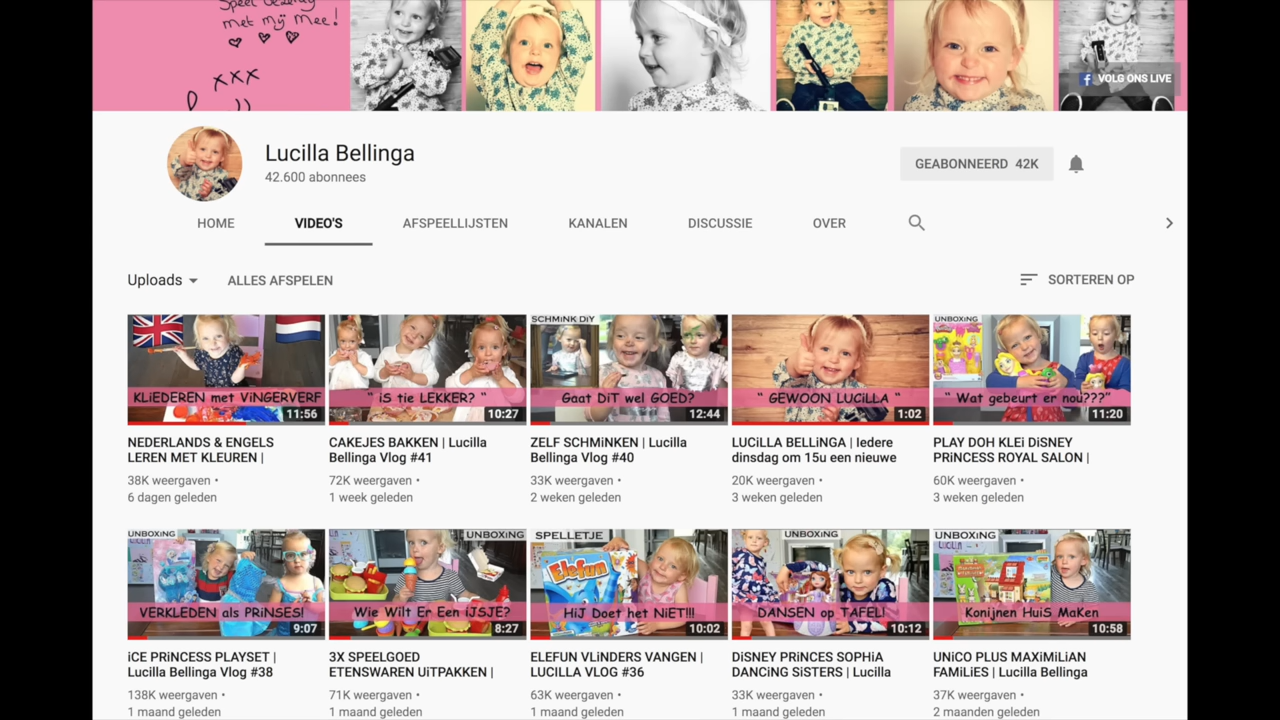 Speel gezellig
met mij mee!
xxx
VOLG ONS LIVE
Lucilla Bellinga
42.600 abonnees
GEABONNEERD 42K
HOME VIDEO'S AFSPEELLIJSTEN KANALEN DISCUSSIE OVER
Uploads ALLES AFSPELEN SORTEREN OP
KLiEDEREN met ViNGERVERF
11:56
" iS tie LEKKER? "
10:27
SCHMiNK DiY
Gaat DiT wel GOED?
12:44
" GEWOON LUCiLLA "
1:02
UNBOXiNG
" Wat gebeurt er nou???"
11:20
NEDERLANDS & ENGELS
LEREN MET KLEUREN |
38K weergaven •
6 dagen geleden
CAKEJES BAKKEN | Lucilla
Bellinga Vlog #41
72K weergaven •
1 week geleden
ZELF SCHMiNKEN | Lucilla
Bellinga Vlog #40
33K weergaven •
2 weken geleden
LUCiLLA BELLiNGA | Iedere
dinsdag om 15u een nieuwe
20K weergaven •
3 weken geleden
PLAY DOH KLEi DiSNEY
PRiNCESS ROYAL SALON |
60K weergaven •
3 weken geleden
UNBOXiNG
VERKLEDEN als PRiNSES!
9:07
UNBOXiNG
Wie Wilt Er Een iJSJE?
8:27
SPELLETJE
Elefun
HiJ Doet het NiET!!!
10:02
UNBOXiNG
DANSEN op TAFEL!
10:12
UNBOXiNG
Konijnen HuiS MaKen
10:58
iCE PRiNCESS PLAYSET |
Lucilla Bellinga Vlog #38
138K weergaven •
1 maand geleden
3X SPEELGOED
ETENSWAREN UiTPAKKEN |
71K weergaven •
1 maand geleden
ELEFUN VLiNDERS VANGEN |
LUCILLA VLOG #36
63K weergaven •
1 maand geleden
DiSNEY PRiNCES SOPHiA
DANCiNG SiSTERS | Lucilla
33K weergaven •
1 maand geleden
UNiCO PLUS MAXiMiLiAN
FAMiLiES | Lucilla Bellinga
37K weergaven •
2 maanden geleden